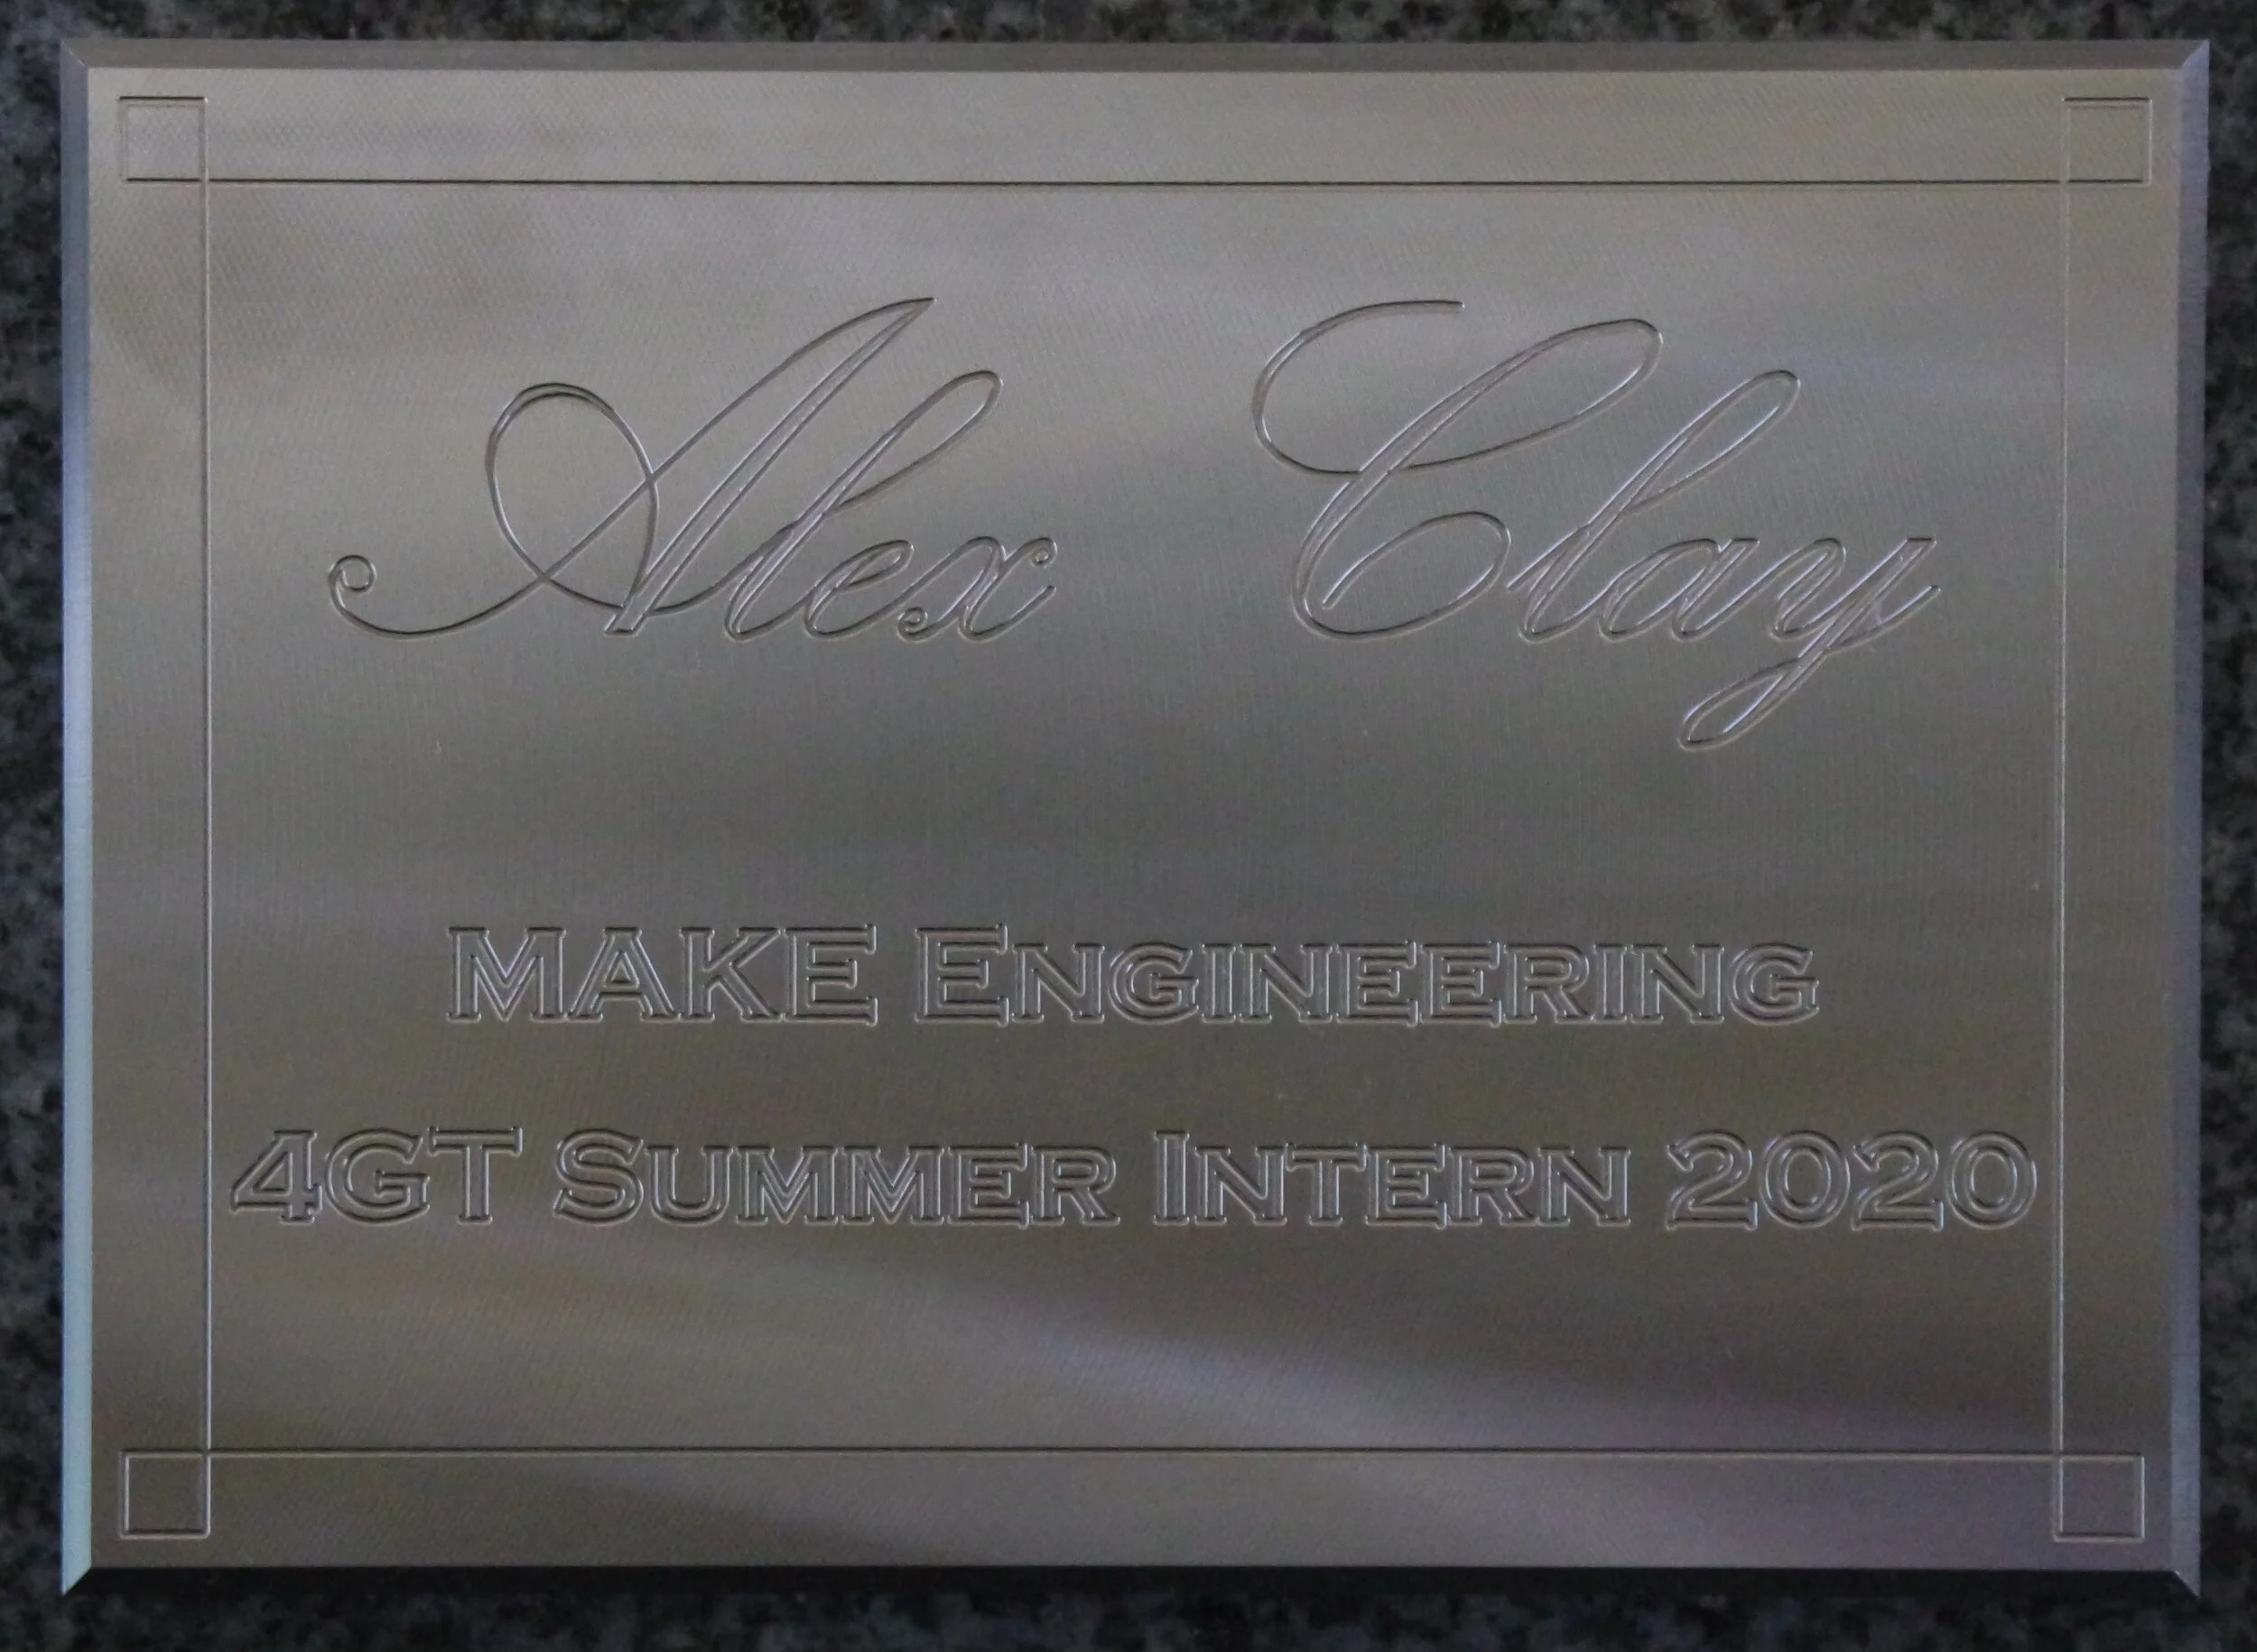 Alex Clay
MAKE ENGINEERING
4GT SUMMER INTERN 2020